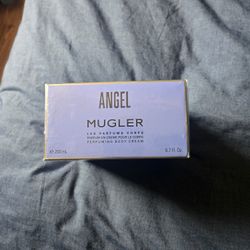 ANGEL
MUGLER
LES PARFUMS CORPS
PARFUM EN CRÈME POUR LE CORPS
PERFUMING BODY CREAM
200 mL
6.7 fl. Oz